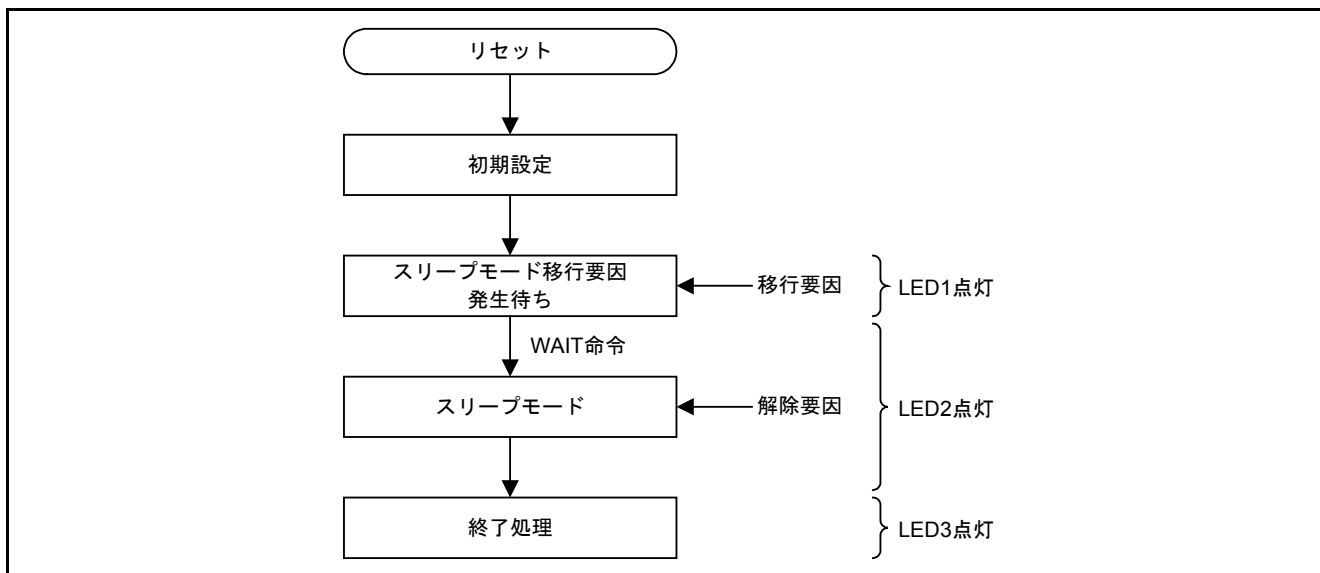 リセット
初期設定
スリープモード移行要因
発生待ち
移行要因
LED1点灯
WAIT命令
スリープモード
解除要因
LED2点灯
終了処理
LED3点灯